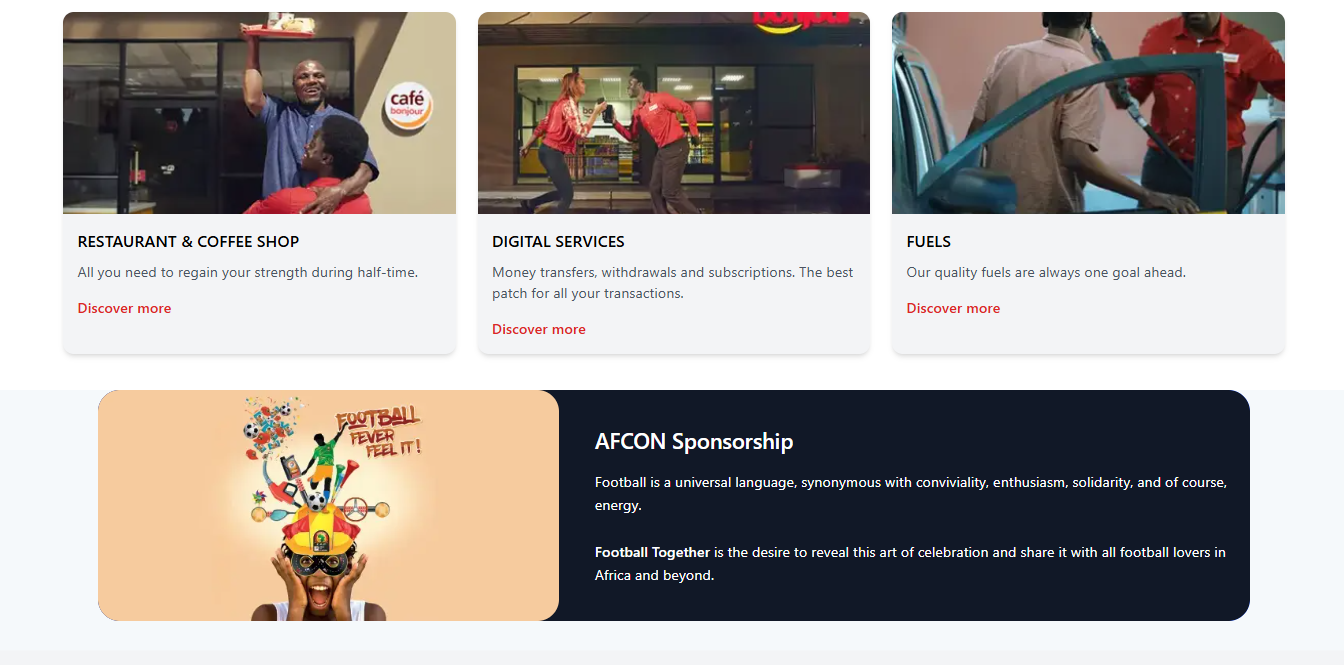 bonjour
café
bonjour
RESTAURANT & COFFEE SHOP
All you need to regain your strength during half-time.
Discover more
DIGITAL SERVICES
Money transfers, withdrawals and subscriptions. The best
patch for all your transactions.
Discover more
FUELS
Our quality fuels are always one goal ahead.
Discover more
FOOTBALL
FEVER
FEEL IT!
AFCON Sponsorship
Football is a universal language, synonymous with conviviality, enthusiasm, solidarity, and of course,
energy.
Football Together is the desire to reveal this art of celebration and share it with all football lovers in
Africa and beyond.